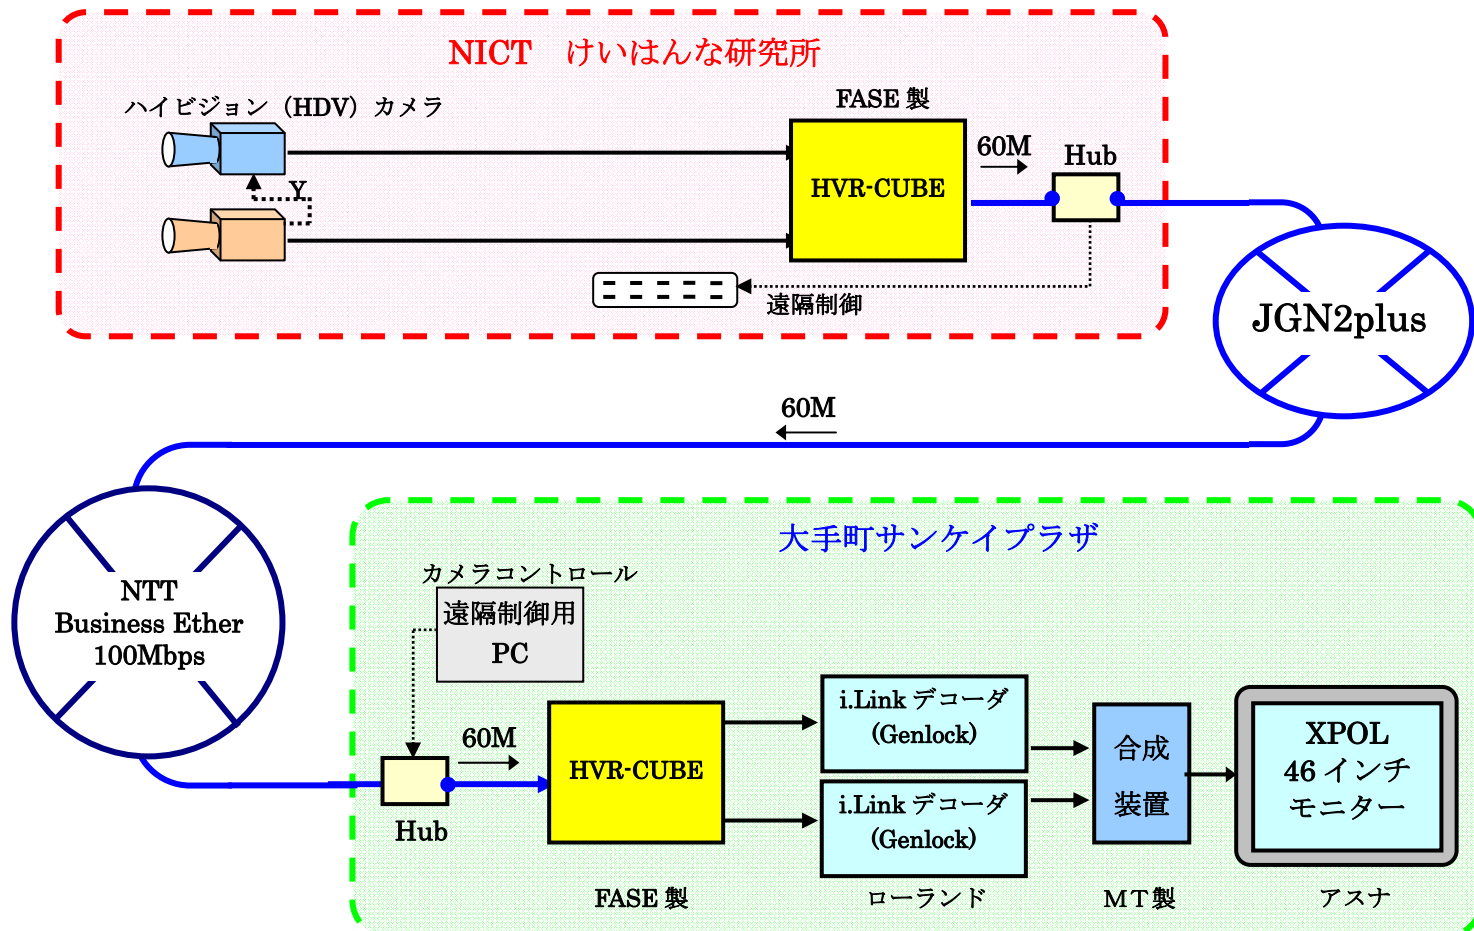 NICT　けいはんな研究所
ハイビジョン（HDV）カメラ
FASE 製
60M
Hub
Y
HVR-CUBE
遠隔制御
JGN2plus
60M
大手町サンケイプラザ
カメラコントロール
遠隔制御用
PC
NTT
Business Ether
100Mbps
60M
Hub
HVR-CUBE
i.Link デコーダ
(Genlock)
i.Link デコーダ
(Genlock)
合成
装置
XPOL
46 インチ
モニター
FASE 製
ローランド
ＭＴ製
アスナ